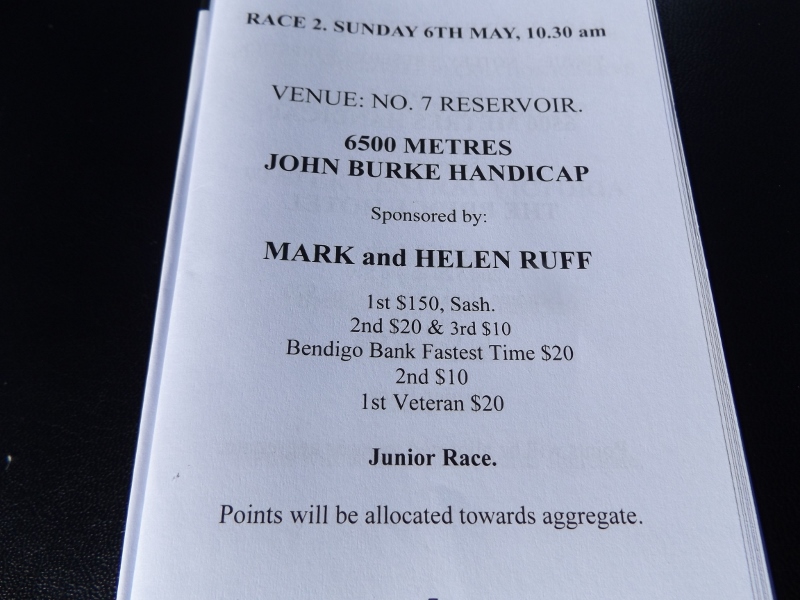 RACE 2. SUNDAY 6TH MAY, 10.30 am
VENUE: NO. 7 RESERVOIR.
6500 METRES
JOHN BURKE HANDICAP
Sponsored by:
MARK and HELEN RUFF
1st $150, Sash.
2nd $20 & 3rd $10
Bendigo Bank Fastest Time $20
2nd $10
1st Veteran $20
Junior Race.
Points will be allocated towards aggregate.